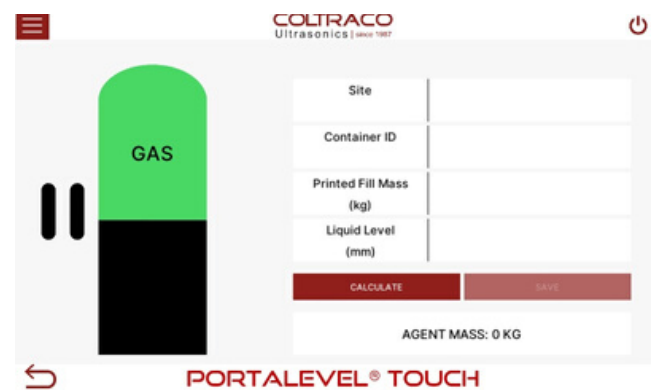 COLTRACO
Ultrasonics | since 1987
GAS
Site
Container ID
Printed Fill Mass
(kg)
Liquid Level
(mm)
CALCULATE
SAVE
AGENT MASS: 0 KG
PORTALEVEL® TOUCH